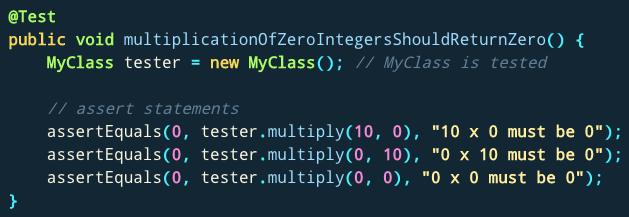 @Test
public void multiplicationOfZeroIntegersShouldReturnZero() {
MyClass tester = new MyClass(); // MyClass is tested
// assert statements
assertEquals(0, tester.multiply(10, 0), "10 x 0 must be 0");
assertEquals(0, tester.multiply(0, 10), "0 x 10 must be 0");
assertEquals(0, tester.multiply(0, 0), "0 x 0 must be 0");
}